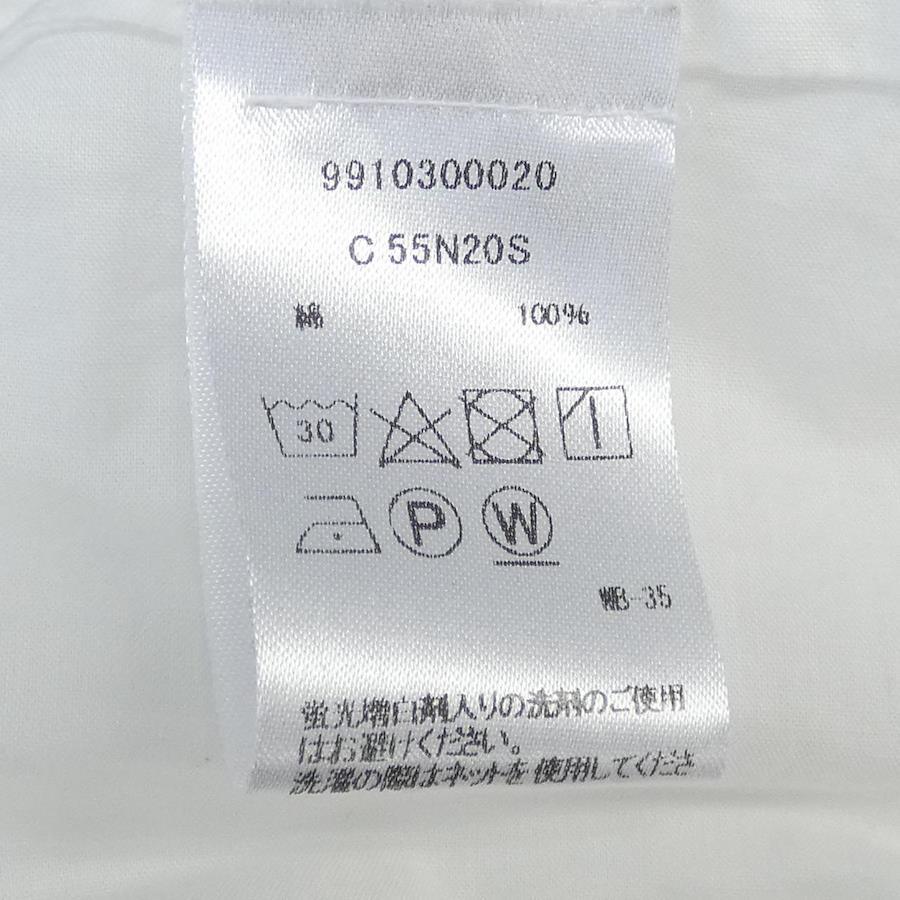 9910300020
C 55N20S
綿 100%
30
P W
WB-35
蛍光増白剤入りの洗剤のご使用
はお避けください。
洗濯の際はネットを使用してくださ